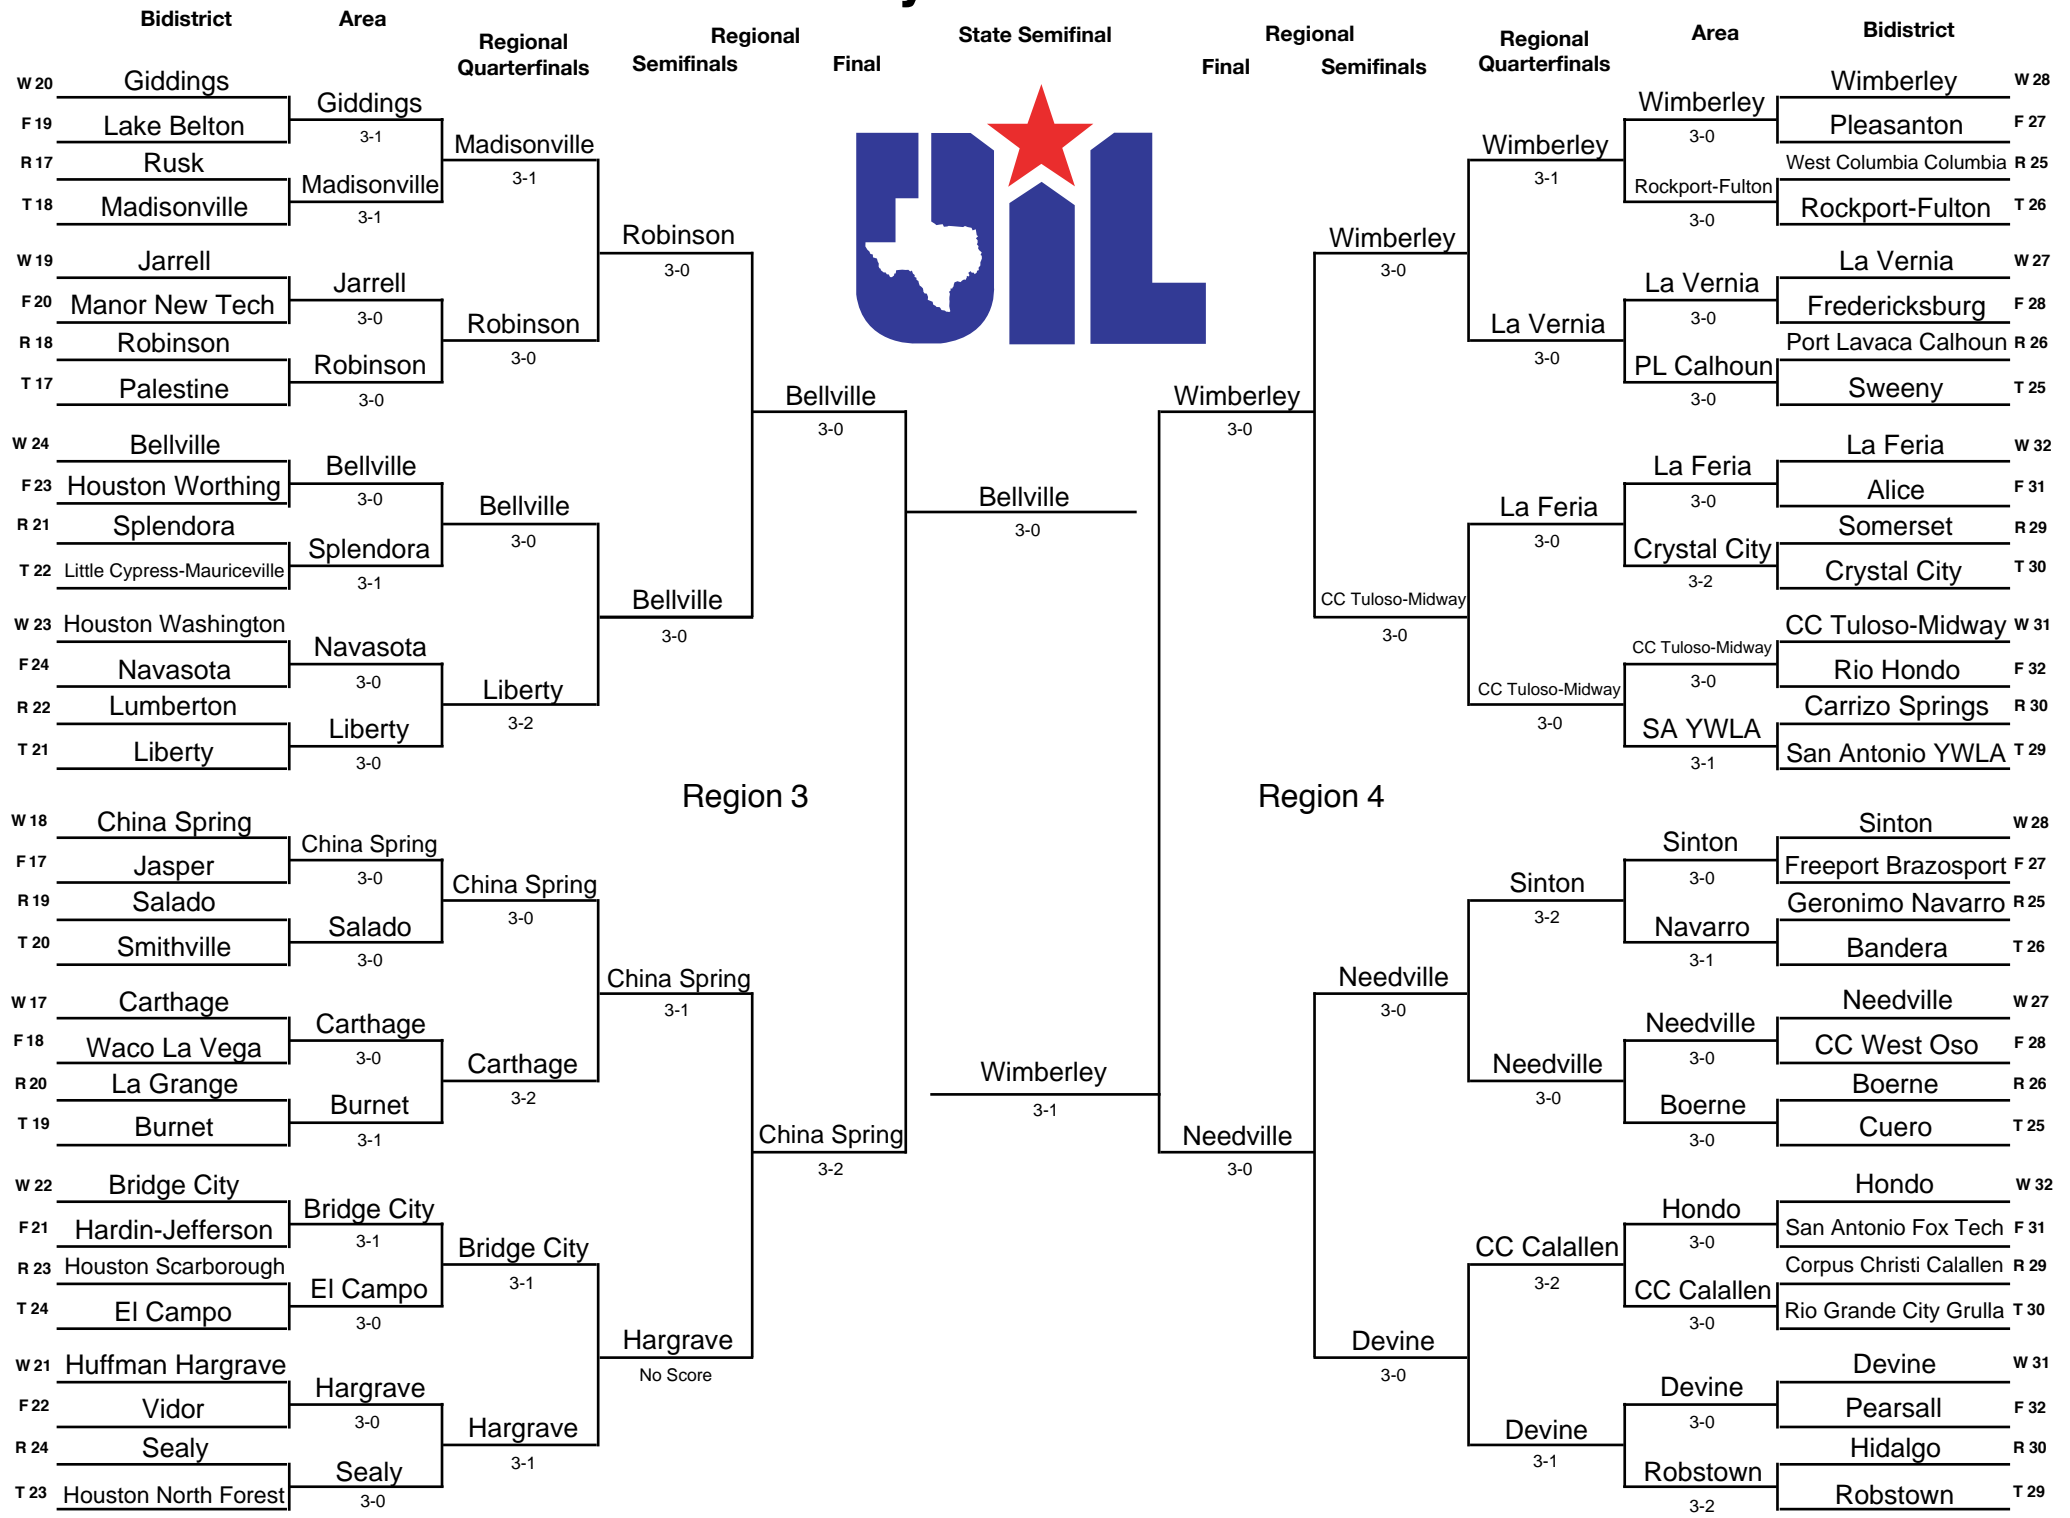 Bidistrict
Area
Regional
Quarterfinals
Regional
Semifinals
Final
State Semifinal
Regional
Final
Semifinals
Regional
Quarterfinals
Area
Bidistrict
W 20 Giddings
F 19 Lake Belton
R 17 Rusk
T 18 Madisonville
W 19 Jarrell
F 20 Manor New Tech
R 18 Robinson
T 17 Palestine
W 24 Bellville
F 23 Houston Worthing
R 21 Splendora
T 22 Little Cypress-Mauriceville
W 23 Houston Washington
F 24 Navasota
R 22 Lumberton
T 21 Liberty
W 18 China Spring
F 17 Jasper
R 19 Salado
T 20 Smithville
W 17 Carthage
F 18 Waco La Vega
R 20 La Grange
T 19 Burnet
W 22 Bridge City
F 21 Hardin-Jefferson
R 23 Houston Scarborough
T 24 El Campo
W 21 Huffman Hargrave
F 22 Vidor
R 24 Sealy
T 23 Houston North Forest
Giddings
3-1
Madisonville
3-1
Jarrell
3-0
Robinson
3-0
Bellville
3-0
Splendora
3-1
Navasota
3-0
Liberty
3-0
China Spring
3-0
Salado
3-0
Carthage
3-0
Burnet
3-1
Bridge City
3-1
El Campo
3-0
Hargrave
3-0
Sealy
3-0
Madisonville
3-1
Robinson
3-0
Bellville
3-0
Liberty
3-2
China Spring
3-0
Carthage
3-2
Bridge City
3-1
Hargrave
3-1
Robinson
3-0
Bellville
3-0
Region 3
China Spring
3-1
Hargrave
No Score
Bellville
3-0
China Spring
3-2
UIL
Bellville
3-0
Wimberley
3-1
Wimberley
3-0
Needville
3-0
Wimberley
3-0
CC Tuloso-Midway
3-0
Region 4
Needville
3-0
Devine
3-0
Wimberley
3-1
La Vernia
3-0
La Feria
3-0
CC Tuloso-Midway
3-0
Sinton
3-2
Needville
3-0
CC Calallen
3-2
Devine
3-1
Wimberley
3-0
Rockport-Fulton
3-0
La Vernia
3-0
PL Calhoun
3-0
La Feria
3-0
Crystal City
3-2
CC Tuloso-Midway
3-0
SA YWLA
3-1
Sinton
3-0
Navarro
3-1
Needville
3-0
Boerne
3-0
Hondo
3-0
CC Calallen
3-0
Devine
3-0
Robstown
3-2
Wimberley W 28
Pleasanton F 27
West Columbia Columbia R 25
Rockport-Fulton T 26
La Vernia W 27
Fredericksburg F 28
Port Lavaca Calhoun R 26
Sweeny T 25
La Feria W 32
Alice F 31
Somerset R 29
Crystal City T 30
CC Tuloso-Midway W 31
Rio Hondo F 32
Carrizo Springs R 30
San Antonio YWLA T 29
Sinton W 28
Freeport Brazosport F 27
Geronimo Navarro R 25
Bandera T 26
Needville W 27
CC West Oso F 28
Boerne R 26
Cuero T 25
Hondo W 32
San Antonio Fox Tech F 31
Corpus Christi Calallen R 29
Rio Grande City Grulla T 30
Devine W 31
Pearsall F 32
Hidalgo R 30
Robstown T 29